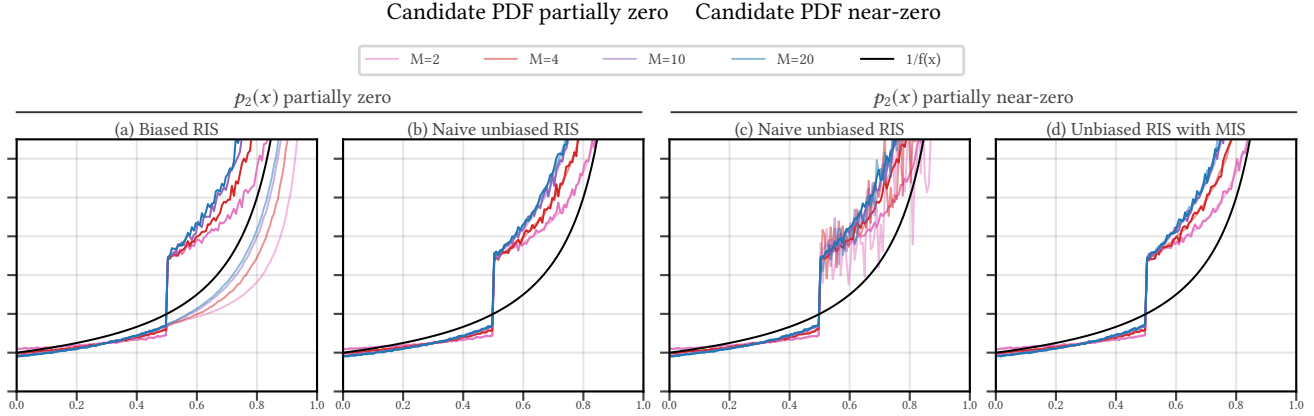 Candidate PDF partially zero Candidate PDF near-zero
M=2 M=4 M=10 M=20 1/f(x)
p₂(x) partially zero p₂(x) partially near-zero
(a) Biased RIS (b) Naive unbiased RIS (c) Naive unbiased RIS (d) Unbiased RIS with MIS
0.0 0.2 0.4 0.6 0.8 1.0 0.0 0.2 0.4 0.6 0.8 1.0 0.0 0.2 0.4 0.6 0.8 1.0 0.0 0.2 0.4 0.6 0.8 1.0